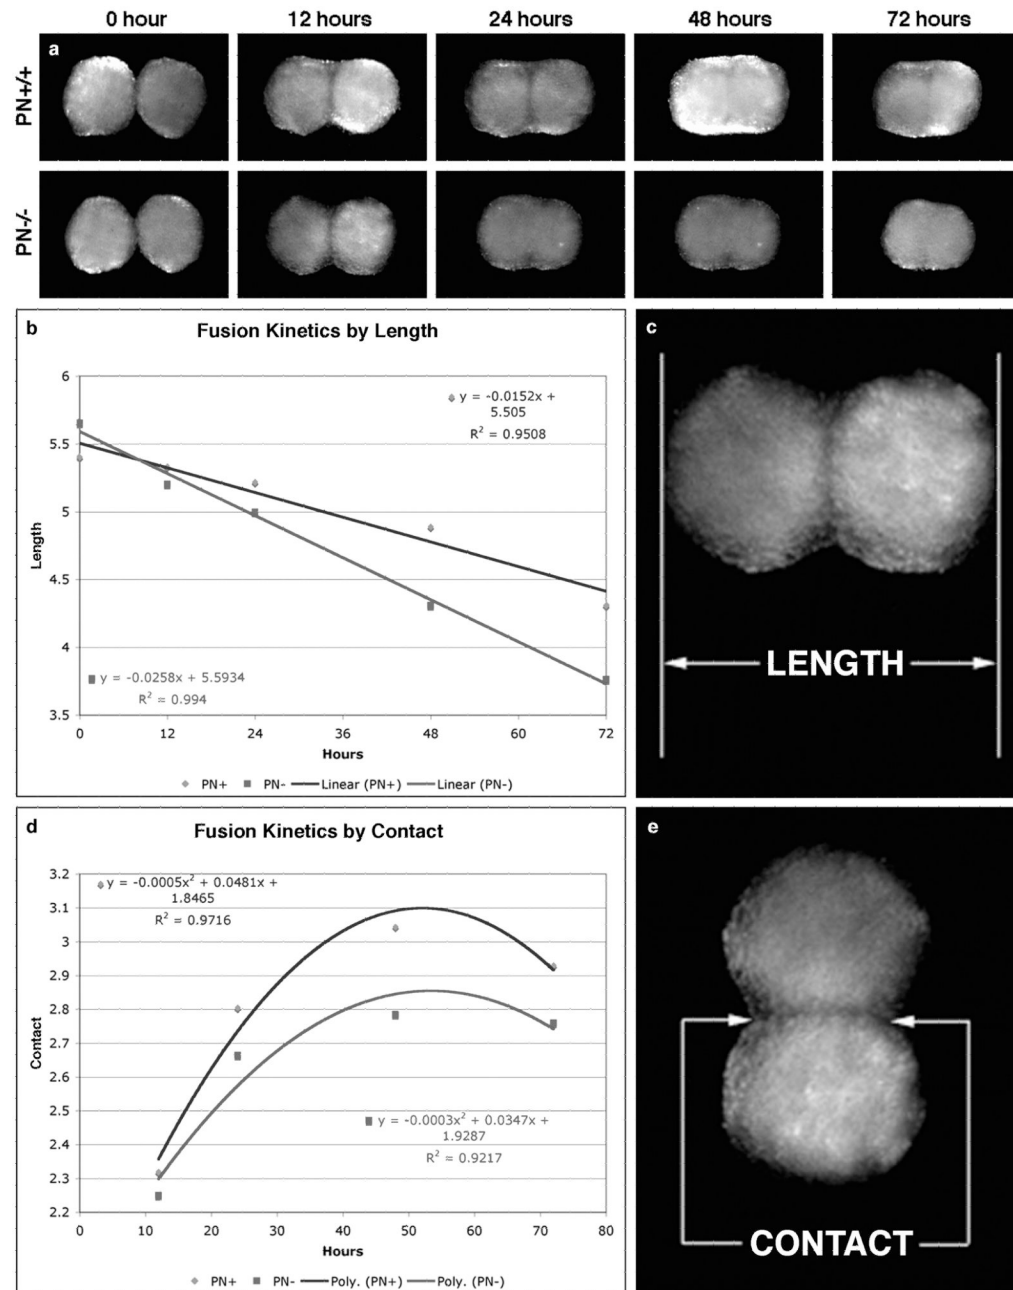 0 hour 12 hours 24 hours 48 hours 72 hours
a
PN+/+
PN-/-
b
Fusion Kinetics by Length
6
5.5
5
4.5
4
3.5
Length
y = -0.0152x +
5.505
R² = 0.9508
y = -0.0258x + 5.5934
R² = 0.994
0 12 24 36 48 60 72
Hours
PN+ PN- Linear (PN+) Linear (PN-)
c
LENGTH
d
Fusion Kinetics by Contact
3.2
3.1
3
2.9
2.8
2.7
2.6
2.5
2.4
2.3
2.2
Contact
y = -0.0005x² + 0.0481x +
1.8465
R² = 0.9716
y = -0.0003x² + 0.0347x +
1.9287
R² = 0.9217
0 10 20 30 40 50 60 70 80
Hours
PN+ PN- Poly. (PN+) Poly. (PN-)
e
CONTACT